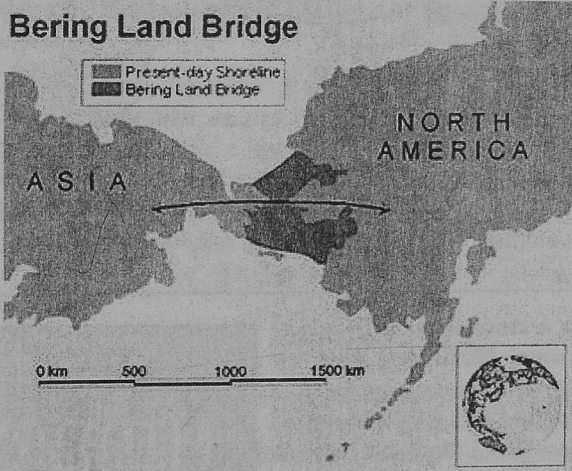 Bering Land Bridge
Present-day Shoreline
Bering Land Bridge
ASIA
NORTH
AMERICA
0 km 500 1000 1500 km